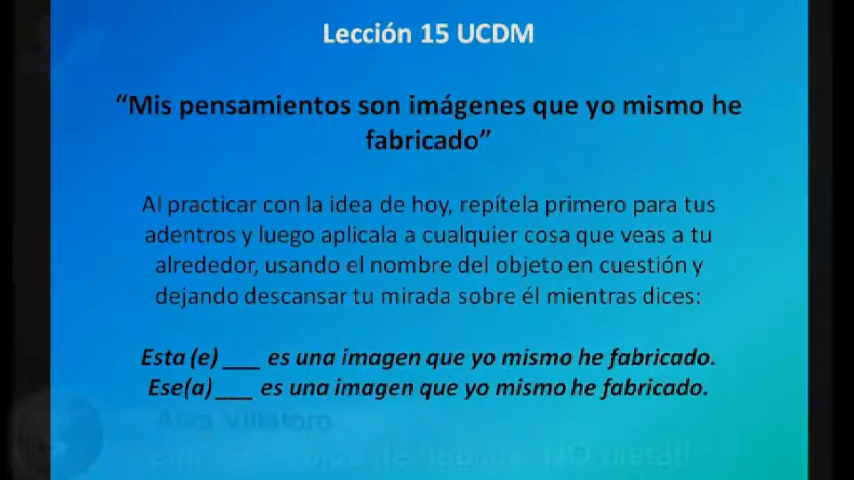 Lección 15 UCDM
“Mis pensamientos son imágenes que yo mismo he
fabricado”
Al practicar con la idea de hoy, repítela primero para tus
adentros y luego aplicala a cualquier cosa que veas a tu
alrededor, usando el nombre del objeto en cuestión y
dejando descansar tu mirada sobre él mientras dices:
Esta (e) ___ es una imagen que yo mismo he fabricado.
Ese(a) ___ es una imagen que yo mismo he fabricado.